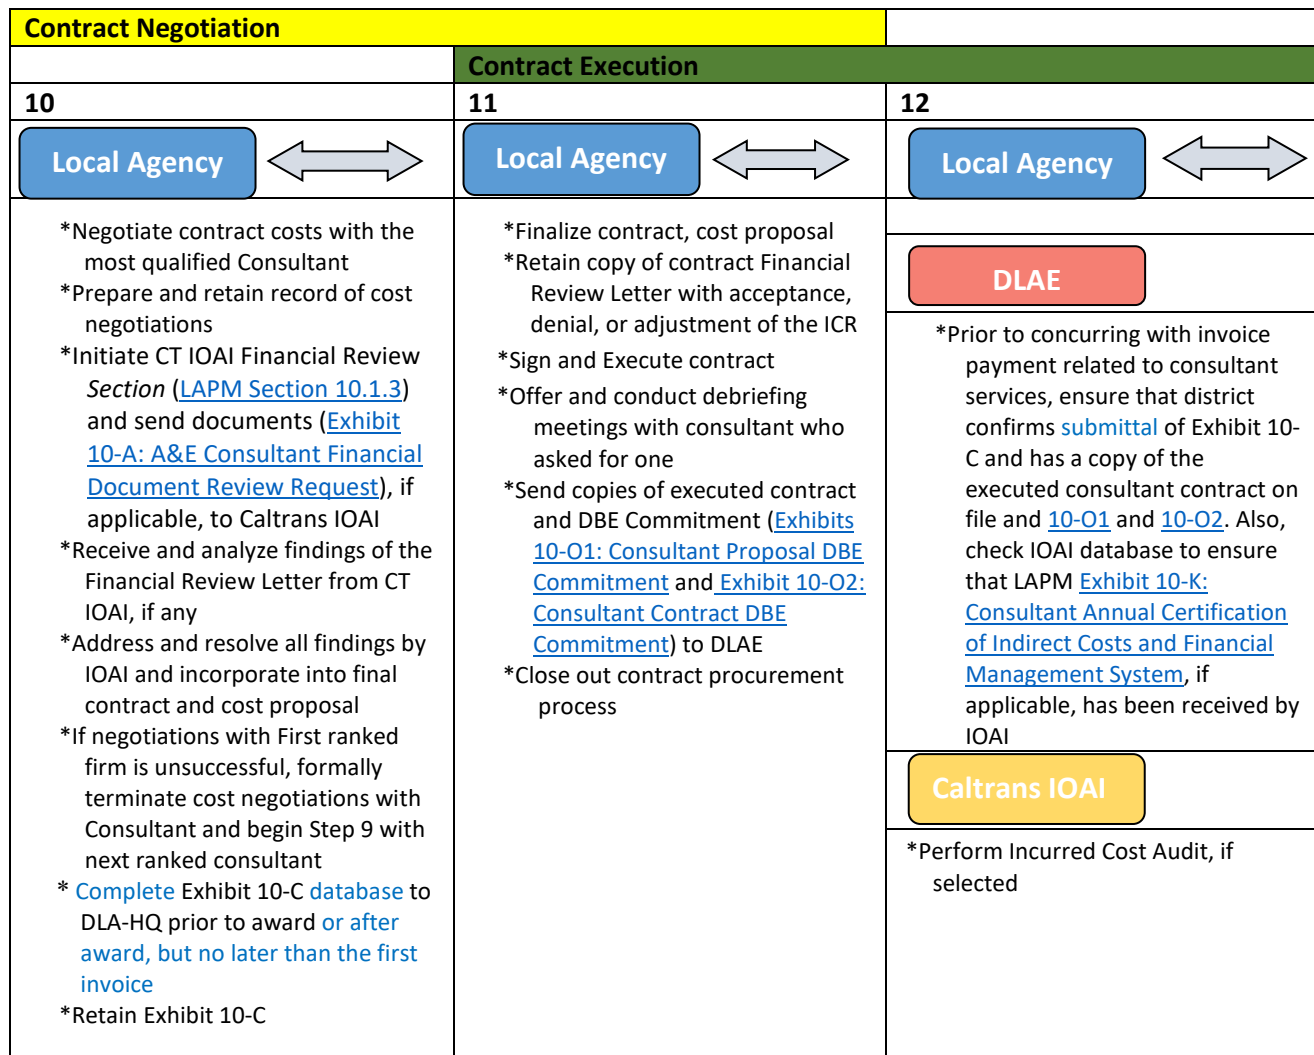 Contract Negotiation
Contract Execution
10
11
12
Local Agency
Local Agency
Local Agency
*Negotiate contract costs with the
most qualified Consultant
*Prepare and retain record of cost
negotiations
*Initiate CT IOAI Financial Review
Section (LAPM Section 10.1.3)
and send documents (Exhibit
10-A: A&E Consultant Financial
Document Review Request), if
applicable, to Caltrans IOAI
*Receive and analyze findings of the
Financial Review Letter from CT
IOAI, if any
*Address and resolve all findings by
IOAI and incorporate into final
contract and cost proposal
*If negotiations with First ranked
firm is unsuccessful, formally
terminate cost negotiations with
Consultant and begin Step 9 with
next ranked consultant
* Complete Exhibit 10-C database to
DLA-HQ prior to award or after
award, but no later than the first
invoice
*Retain Exhibit 10-C
*Finalize contract, cost proposal
*Retain copy of contract Financial
Review Letter with acceptance,
denial, or adjustment of the ICR
*Sign and Execute contract
*Offer and conduct debriefing
meetings with consultant who
asked for one
*Send copies of executed contract
and DBE Commitment (Exhibits
10-O1: Consultant Proposal DBE
Commitment and Exhibit 10-O2:
Consultant Contract DBE
Commitment) to DLAE
*Close out contract procurement
process
DLAE
*Prior to concurring with invoice
payment related to consultant
services, ensure that district
confirms submittal of Exhibit 10-
C and has a copy of the
executed consultant contract on
file and 10-O1 and 10-O2. Also,
check IOAI database to ensure
that LAPM Exhibit 10-K:
Consultant Annual Certification
of Indirect Costs and Financial
Management System, if
applicable, has been received by
IOAI
Caltrans IOAI
*Perform Incurred Cost Audit, if
selected